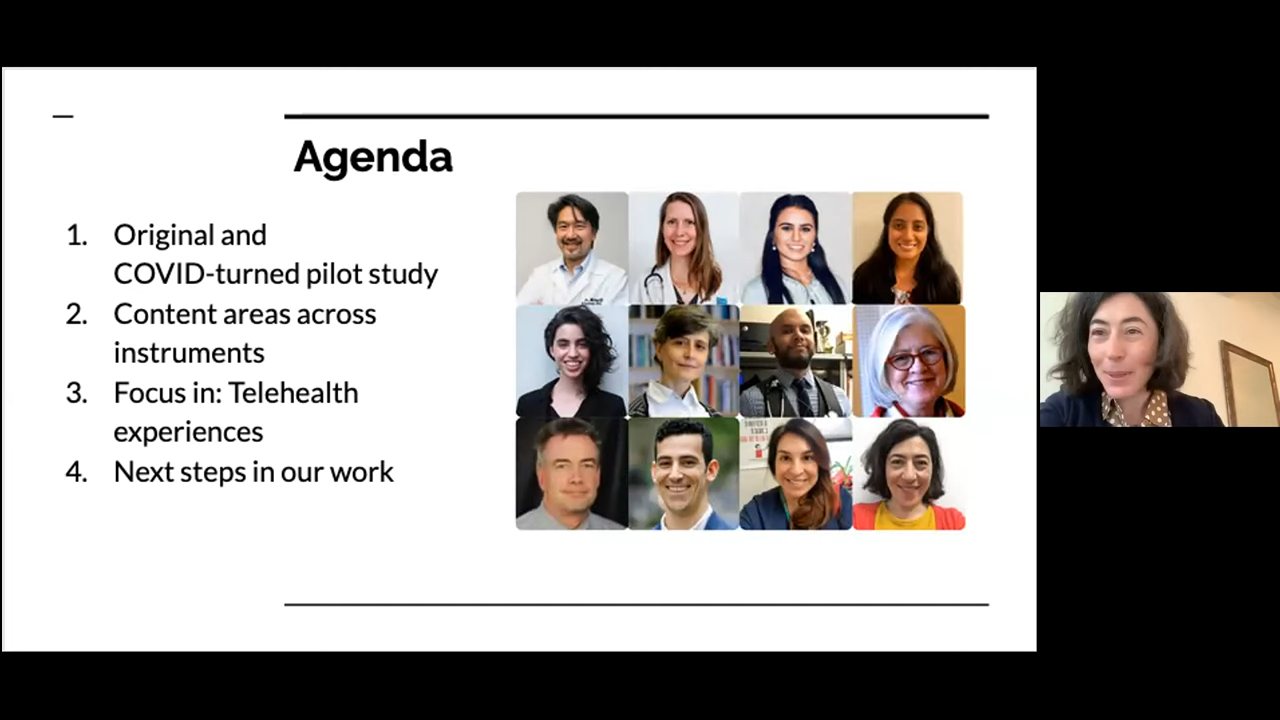 Agenda
1. Original and
COVID-turned pilot study
2. Content areas across
instruments
3. Focus in: Telehealth
experiences
4. Next steps in our work